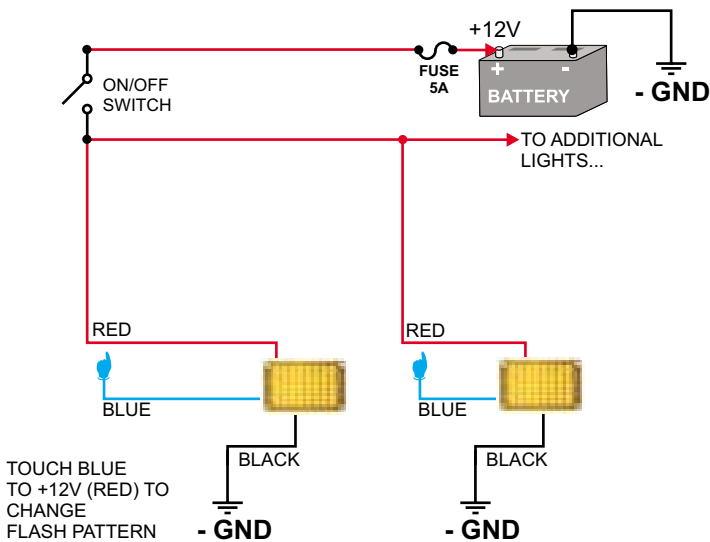 +12V
ON/OFF
SWITCH
FUSE
5A
+ -
BATTERY
- GND
TO ADDITIONAL
LIGHTS...
RED
RED
BLUE
BLUE
BLACK
BLACK
TOUCH BLUE
TO +12V (RED) TO
CHANGE
FLASH PATTERN
- GND
- GND